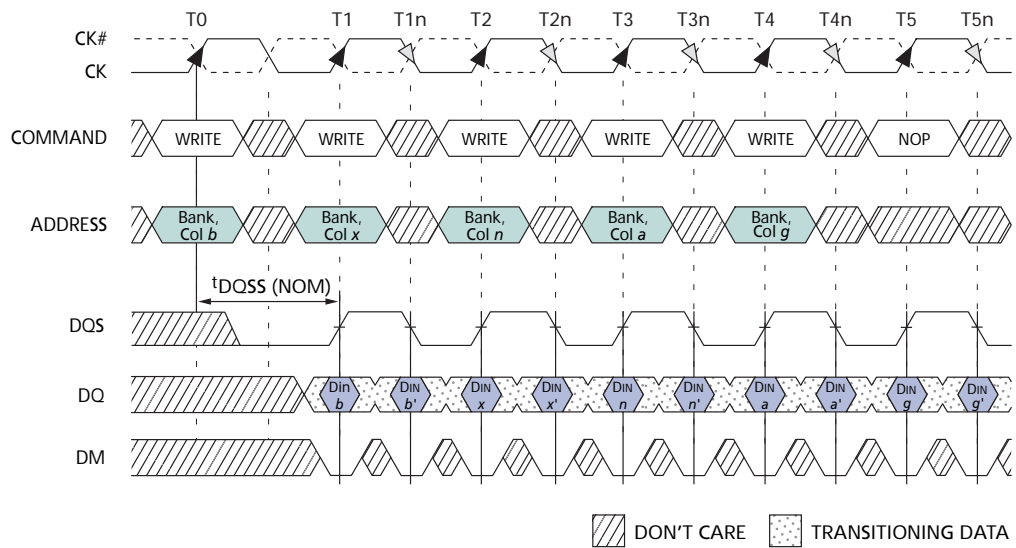 T0 T1 T1n T2 T2n T3 T3n T4 T4n T5 T5n
CK#
CK
COMMAND WRITE WRITE WRITE WRITE WRITE NOP
ADDRESS Bank, Col b Bank, Col x Bank, Col n Bank, Col a Bank, Col g
tDQSS (NOM)
DQS
DQ Din b DIN b' DIN x DIN x' DIN n DIN n' DIN a DIN a' DIN g DIN g'
DM
DON'T CARE TRANSITIONING DATA